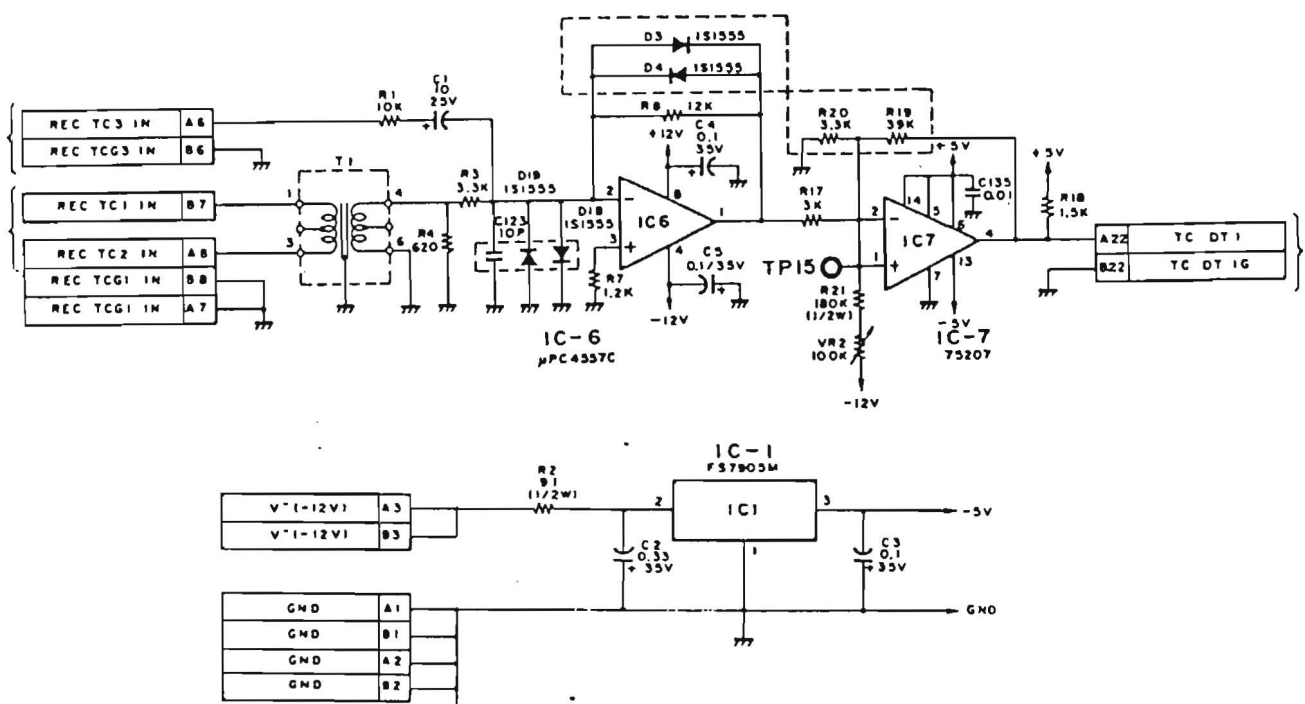 D3 1S1555
D4 1S1555
R8 12K
+12V
C4
0,1
35V
C1
10
25V
+
R1
10K
REC TC3 IN A6
REC TCG3 IN B6
REC TC1 IN B7
REC TC2 IN A8
REC TCG1 IN B8
REC TCG1 IN A7
T1
1
3
4
6
R3
3.3K
R4
620
D19
1S1555
C123
10P
D18
1S1555
2
3
IC6
8
4
1
R7
1.2K
C5
0.1/35V
-12V
IC-6
μPC4557C
R20
3.3K
R19
39K
+5V
C135
0.01
R17
3K
2
1
IC7
14
5
6
4
13
7
TP15
R21
180K
(1/2W)
VR2
100K
-12V
-5V
IC-7
75207
+5V
R18
1.5K
A22 TC DT 1
B22 TC DT 1G
IC-1
FS7905M
R2
91
(1/2W)
V-(-12V) A3
V-(-12V) B3
2
IC1
3
1
-5V
C2
0.33
+ 35V
C3
0,1
+ 35V
GND A1
GND B1
GND A2
GND B2
GND